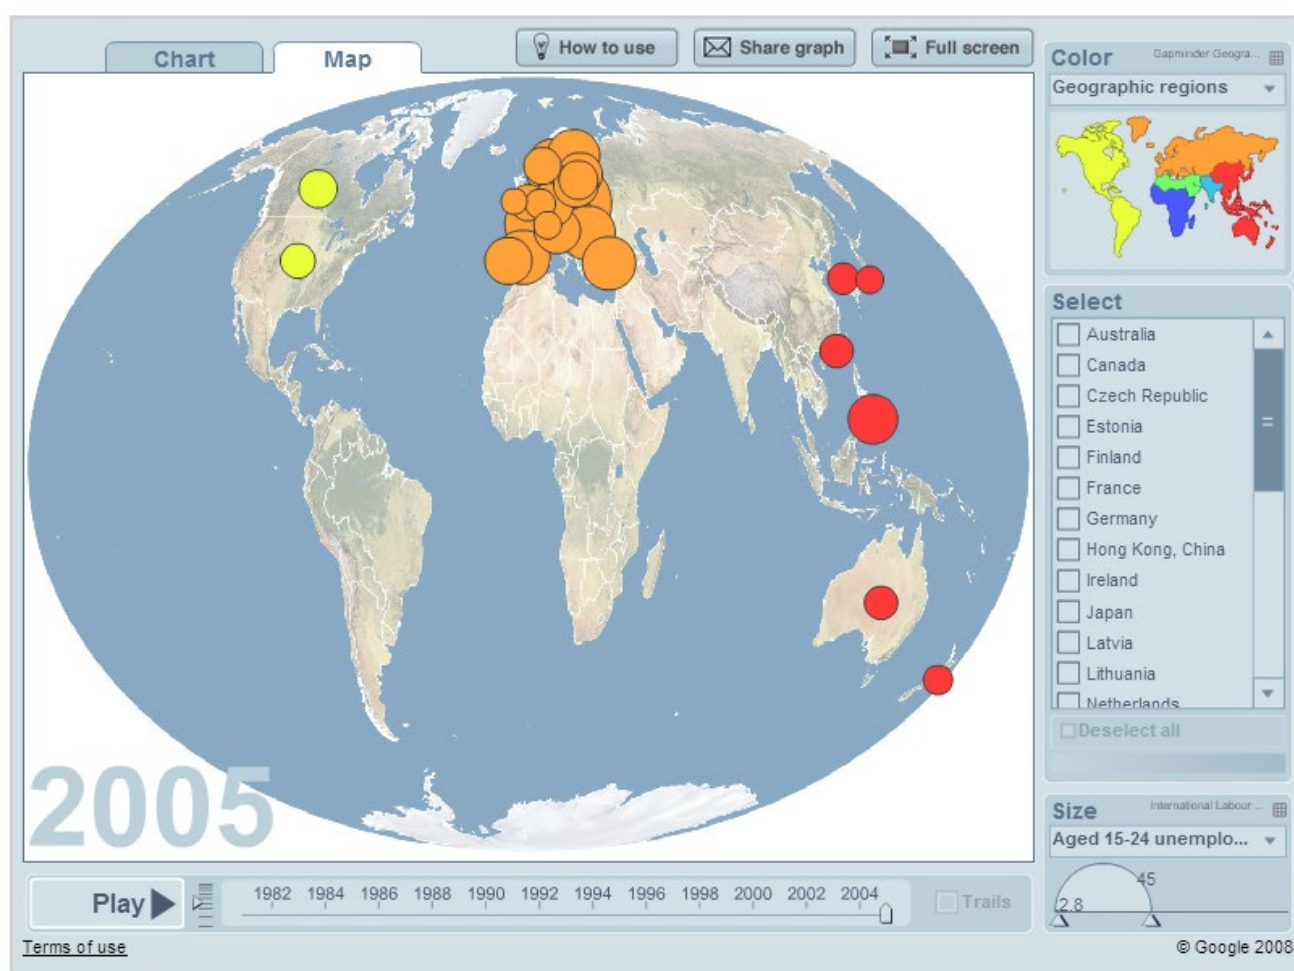 Chart
Map
How to use
Share graph
Full screen
Color
Gapminder Geogra...
Geographic regions
Select
Australia
Canada
Czech Republic
Estonia
Finland
France
Germany
Hong Kong, China
Ireland
Japan
Latvia
Lithuania
Netherlands
Deselect all
2005
Size
International Labour ...
Aged 15-24 unemplo...
45
2.8
Play
1982 1984 1986 1988 1990 1992 1994 1996 1998 2000 2002 2004
Trails
Terms of use
© Google 2008